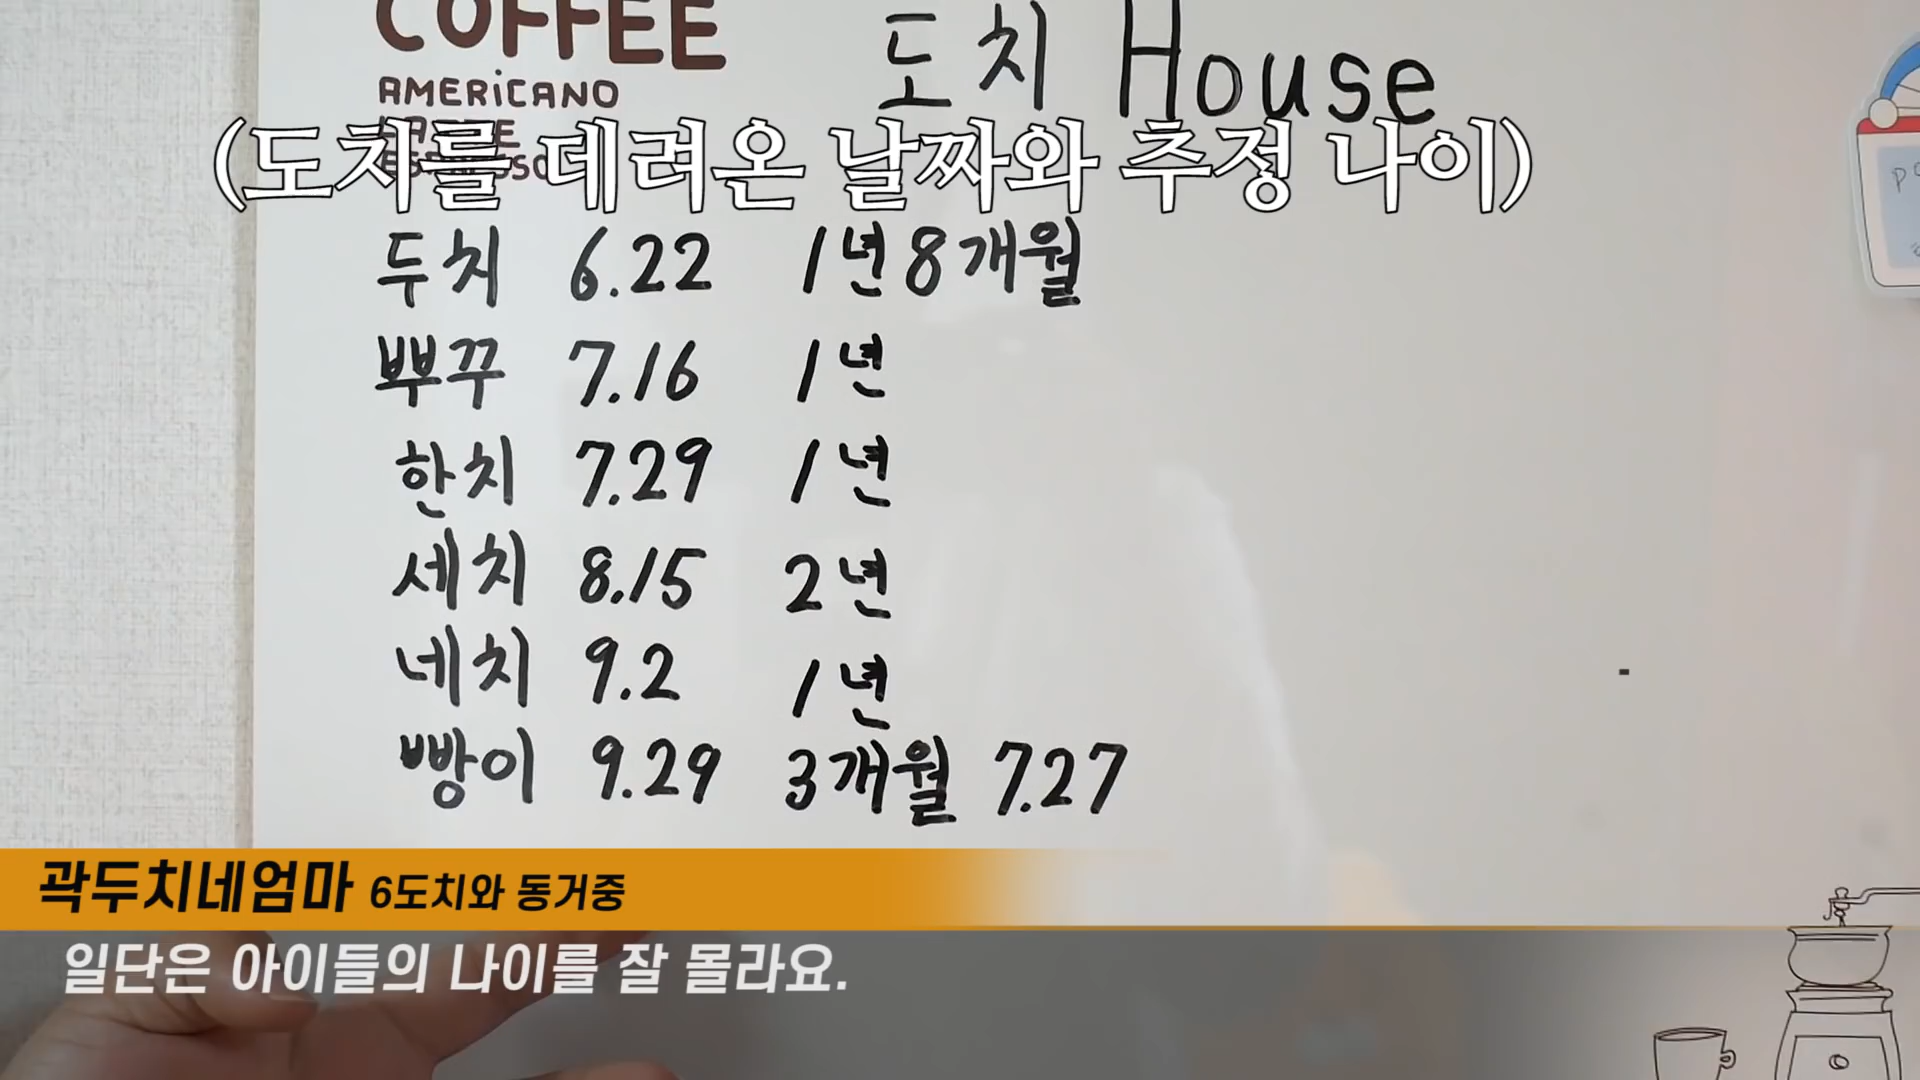 COFFEE
도치 House
AMERiCANO
(도치를 데려온 날짜와 추정 나이)
두치 6.22 1년8개월
뿌꾸 7.16 1년
한치 7.29 1년
세치 8.15 2년
네치 9.2 1년
빵이 9.29 3개월 7.27
곽두치네엄마 6도치와 동거중
일단은 아이들의 나이를 잘 몰라요.